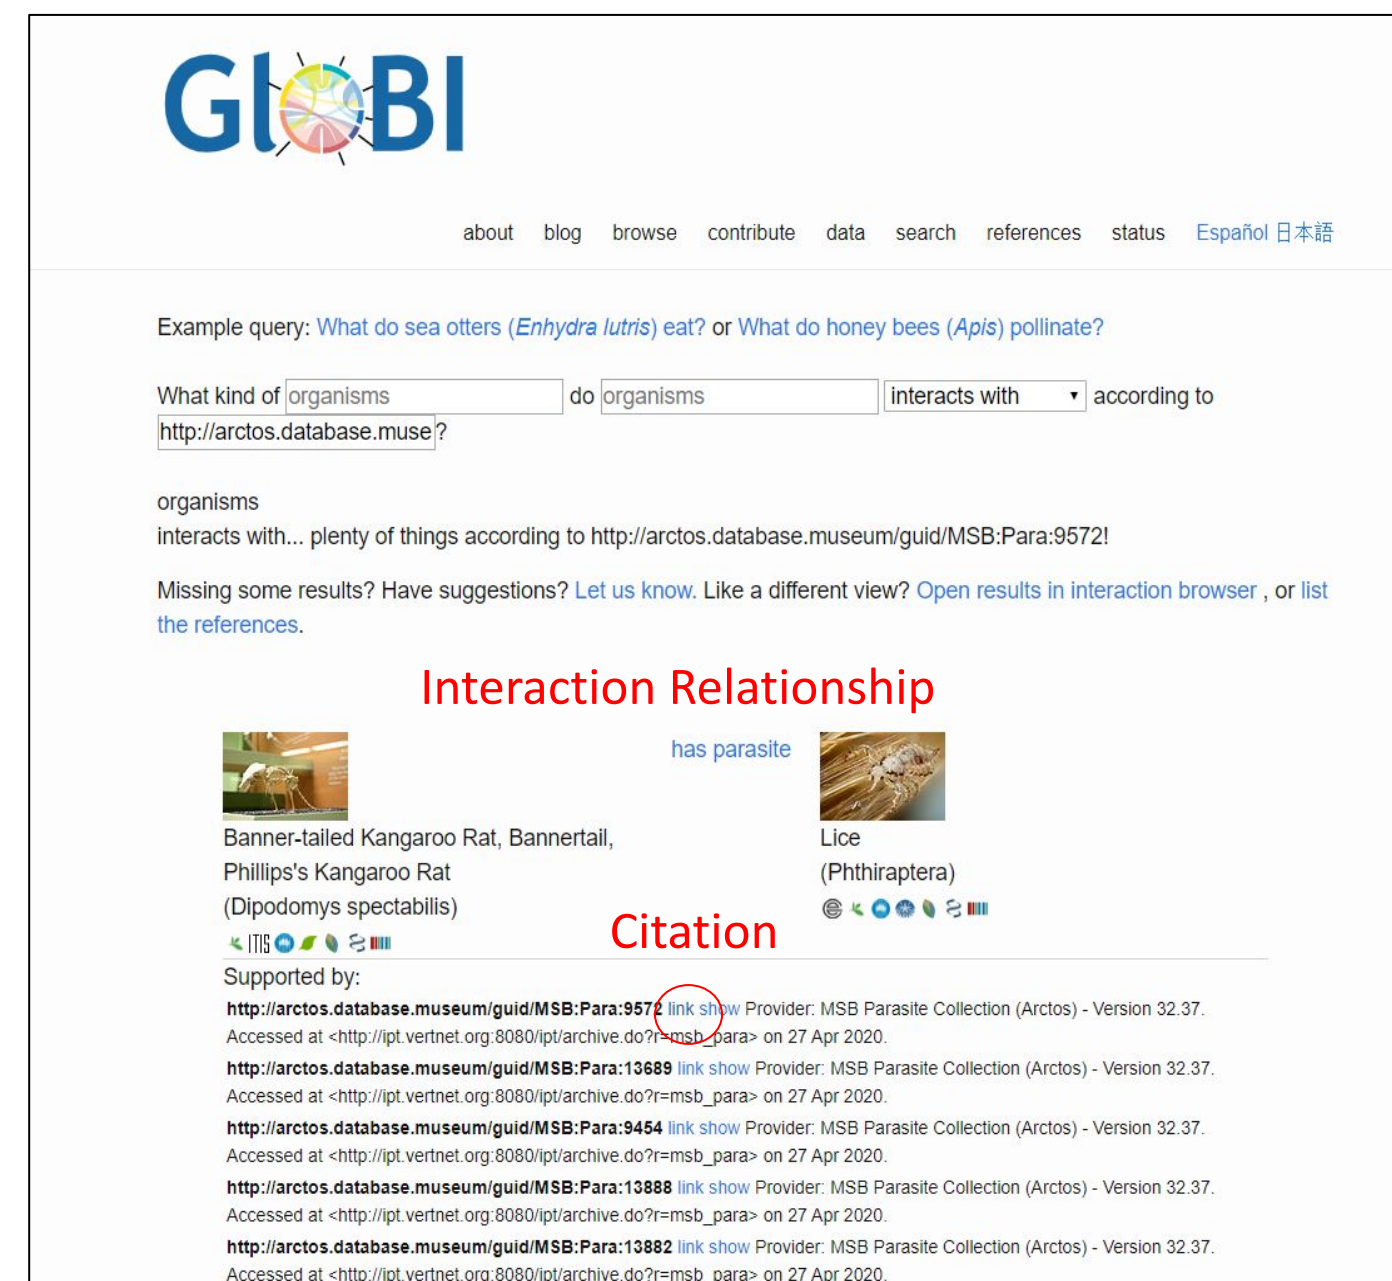 GloBI
about blog browse contribute data search references status Español 日本語
Example query: What do sea otters (Enhydra lutris) eat? or What do honey bees (Apis) pollinate?
What kind of organisms do organisms interacts with according to
http://arctos.database.muse ?
organisms
interacts with... plenty of things according to http://arctos.database.museum/guid/MSB:Para:9572!
Missing some results? Have suggestions? Let us know. Like a different view? Open results in interaction browser , or list
the references.
Interaction Relationship
has parasite
Banner-tailed Kangaroo Rat, Bannertail,
Phillips's Kangaroo Rat
(Dipodomys spectabilis)
Lice
(Phthiraptera)
ITIS
Citation
Supported by:
http://arctos.database.museum/guid/MSB:Para:9572 link show Provider: MSB Parasite Collection (Arctos) - Version 32.37.
Accessed at <http://ipt.vertnet.org:8080/ipt/archive.do?r=msb_para> on 27 Apr 2020.
http://arctos.database.museum/guid/MSB:Para:13689 link show Provider: MSB Parasite Collection (Arctos) - Version 32.37.
Accessed at <http://ipt.vertnet.org:8080/ipt/archive.do?r=msb_para> on 27 Apr 2020.
http://arctos.database.museum/guid/MSB:Para:9454 link show Provider: MSB Parasite Collection (Arctos) - Version 32.37.
Accessed at <http://ipt.vertnet.org:8080/ipt/archive.do?r=msb_para> on 27 Apr 2020.
http://arctos.database.museum/guid/MSB:Para:13888 link show Provider: MSB Parasite Collection (Arctos) - Version 32.37.
Accessed at <http://ipt.vertnet.org:8080/ipt/archive.do?r=msb_para> on 27 Apr 2020.
http://arctos.database.museum/guid/MSB:Para:13882 link show Provider: MSB Parasite Collection (Arctos) - Version 32.37.
Accessed at <http://ipt.vertnet.org:8080/ipt/archive.do?r=msb_para> on 27 Apr 2020.